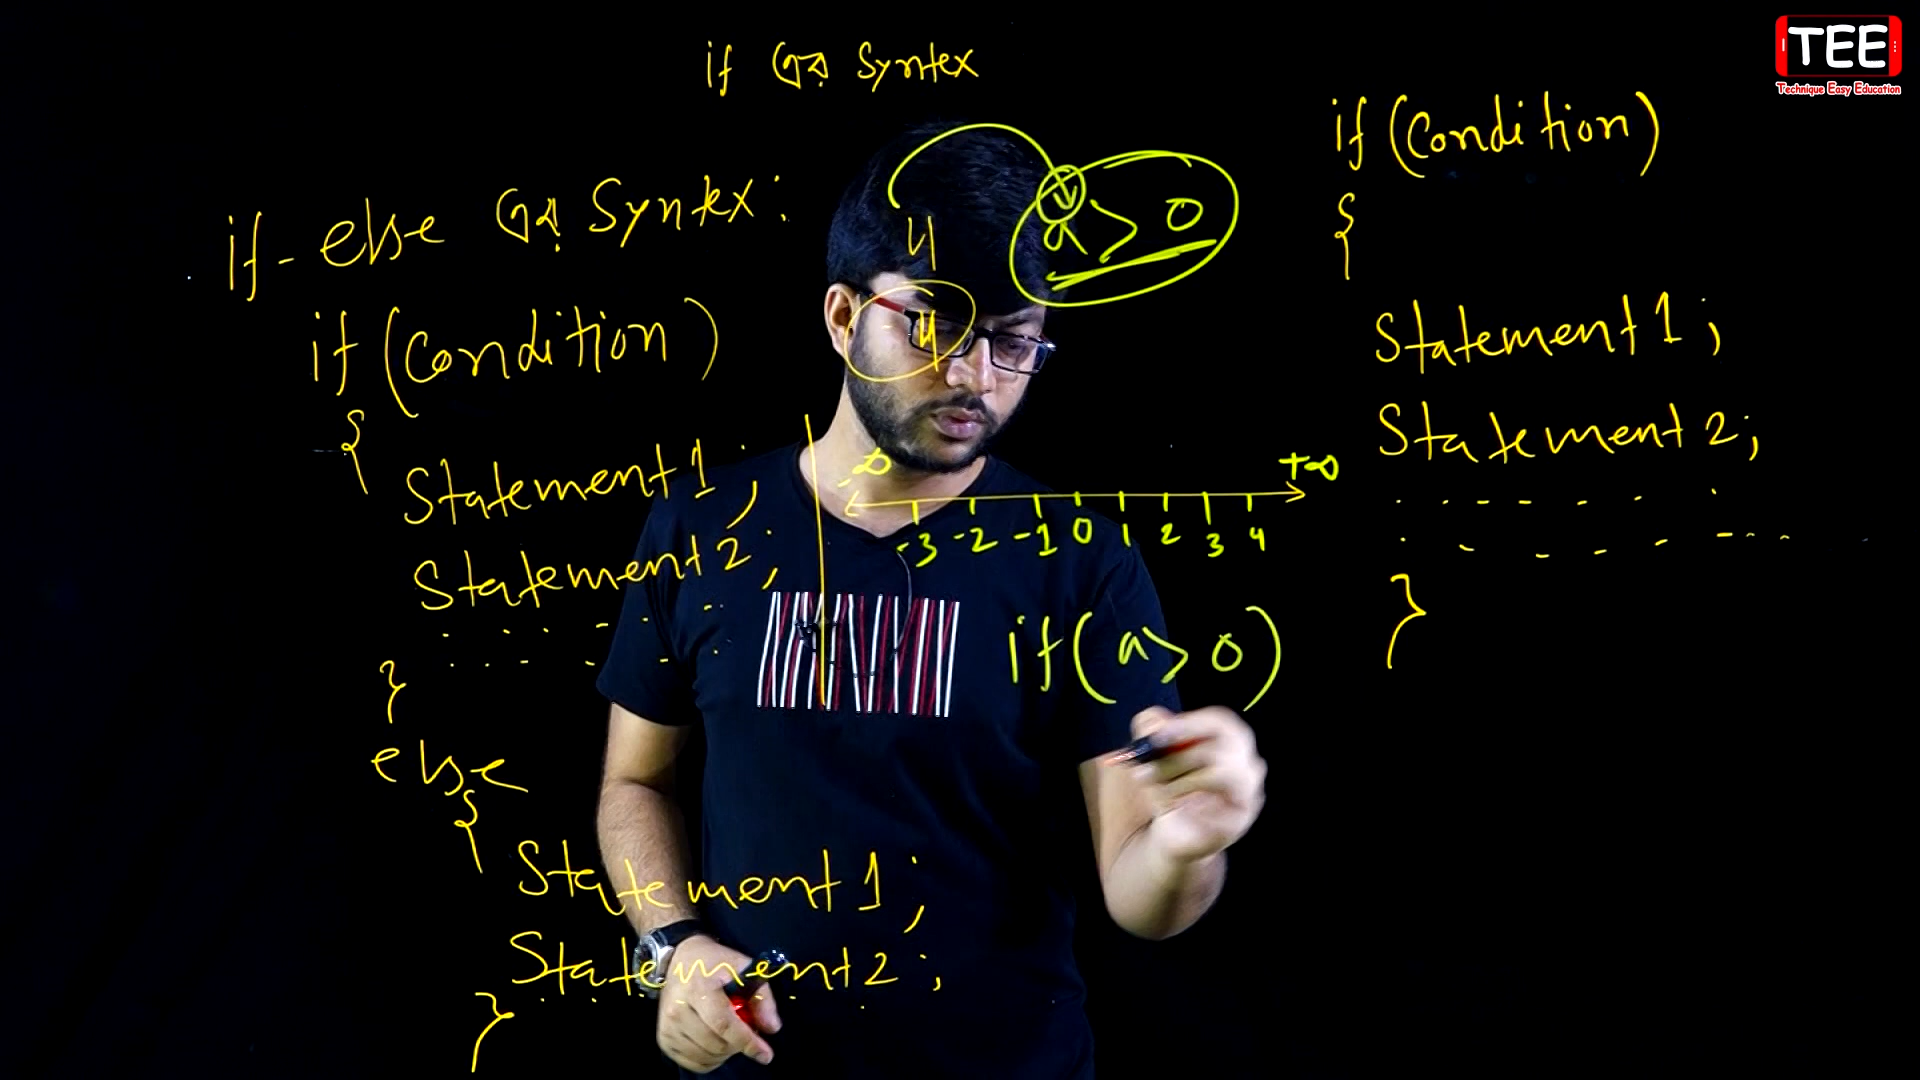 if এর Syntex
if-else এর Syntex:
if (Condition)
{
Statement 1;
Statement 2;
}
else
{
Statement 1;
Statement 2;
}
4
a > 0
-4
-∞ +∞
-3 -2 -1 0 1 2 3 4
if (a > 0)
if (Condition)
{
Statement 1;
Statement 2;
}
TEE
Technique Easy Education